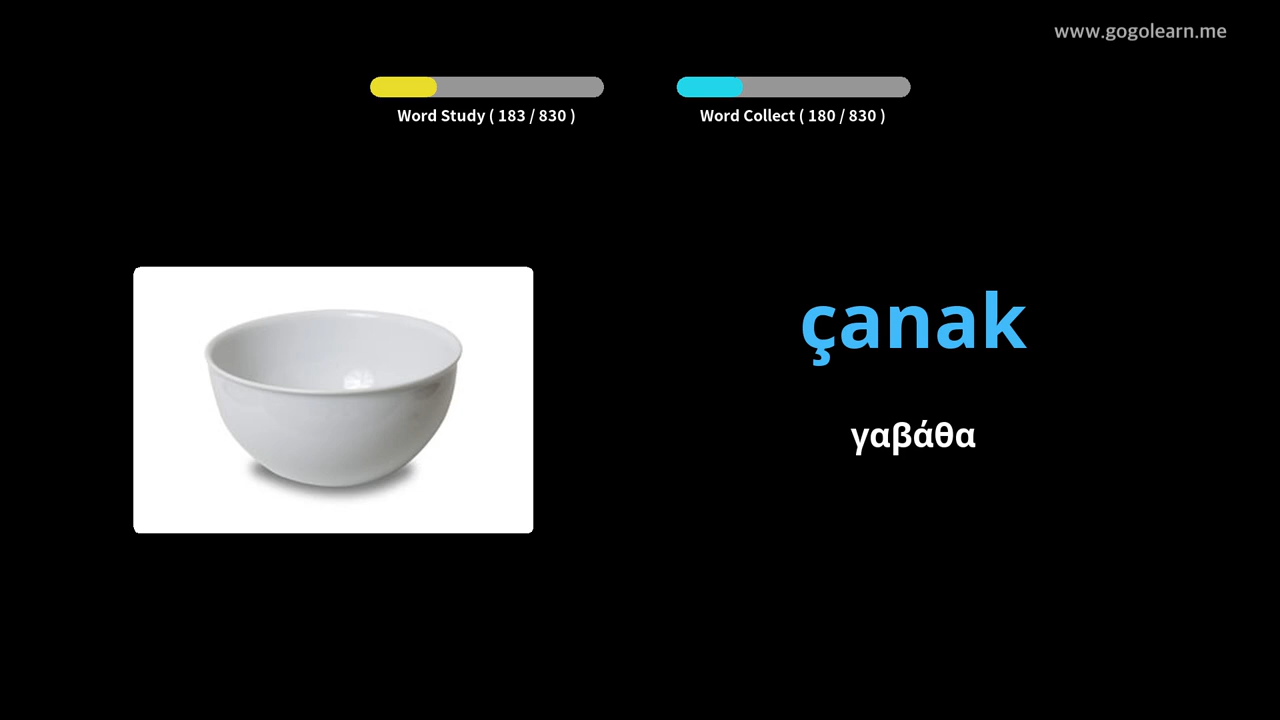 www.gogolearn.me
Word Study ( 183 / 830 )
Word Collect ( 180 / 830 )
çanak
γαβάθα